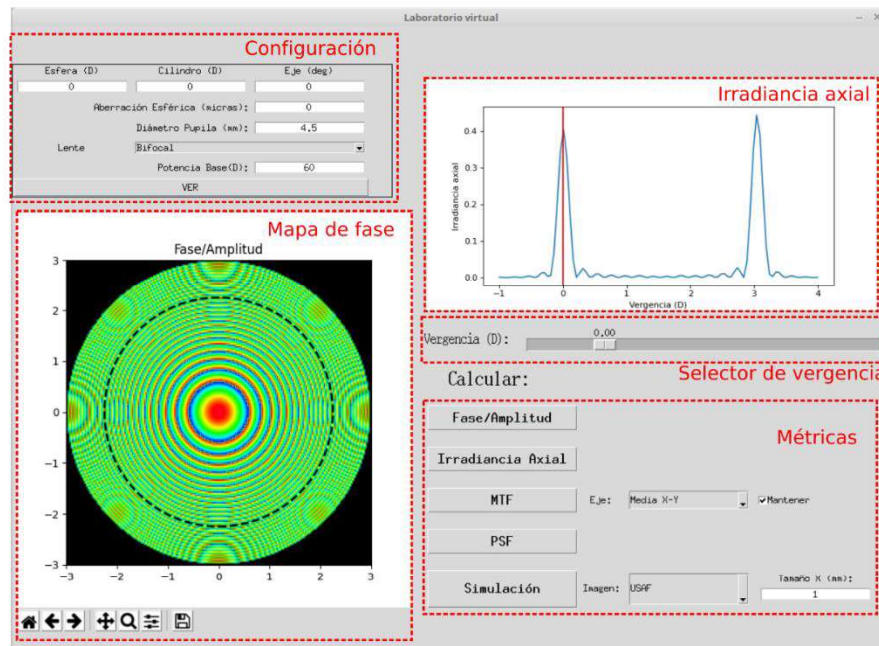 Laboratorio virtual
Configuración
Esfera (D) Cilindro (D) Eje (deg)
0 0 0
Aberración Esférica (micras): 0
Diámetro Pupila (mm): 4.5
Lente Bifocal
Potencia Base(D): 60
VER
Irradiancia axial
Irradiancia axial
0.4
0.3
0.2
0.1
0.0
−1 0 1 2 3 4
Vergencia (D)
Mapa de fase
Fase/Amplitud
3
2
1
0
−1
−2
−3
−3 −2 −1 0 1 2 3
Vergencia (D): 0.00
Selector de vergencia
Calcular:
Métricas
Fase/Amplitud
Irradiancia Axial
MTF Eje: Media X-Y Mantener
PSF
Simulación Imagen: USAF Tamaño X (mm):
1